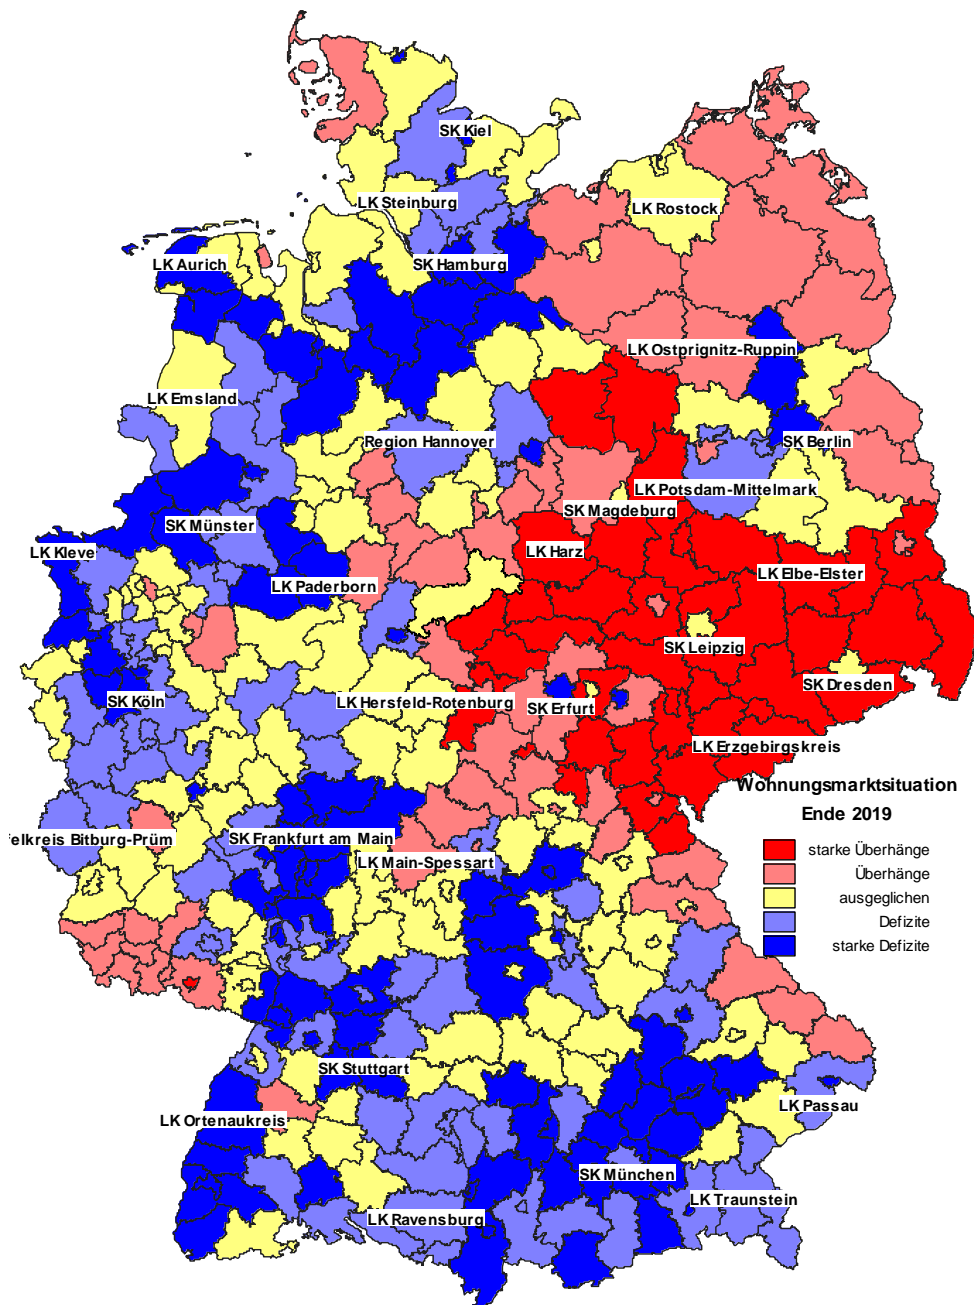 SK Kiel
LK Steinburg
LK Rostock
LK Aurich
SK Hamburg
LK Ostprignitz-Ruppin
LK Emsland
Region Hannover
SK Berlin
LK Potsdam-Mittelmark
SK Magdeburg
SK Münster
LK Kleve
LK Harz
LK Elbe-Elster
LK Paderborn
SK Leipzig
SK Dresden
SK Köln
LK Hersfeld-Rotenburg
SK Erfurt
LK Erzgebirgskreis
Wohnungsmarktsituation
Ende 2019
starke Überhänge
Überhänge
ausgeglichen
Defizite
starke Defizite
felkreis Bitburg-Prüm
SK Frankfurt am Main
LK Main-Spessart
SK Stuttgart
LK Passau
LK Ortenaukreis
SK München
LK Traunstein
LK Ravensburg